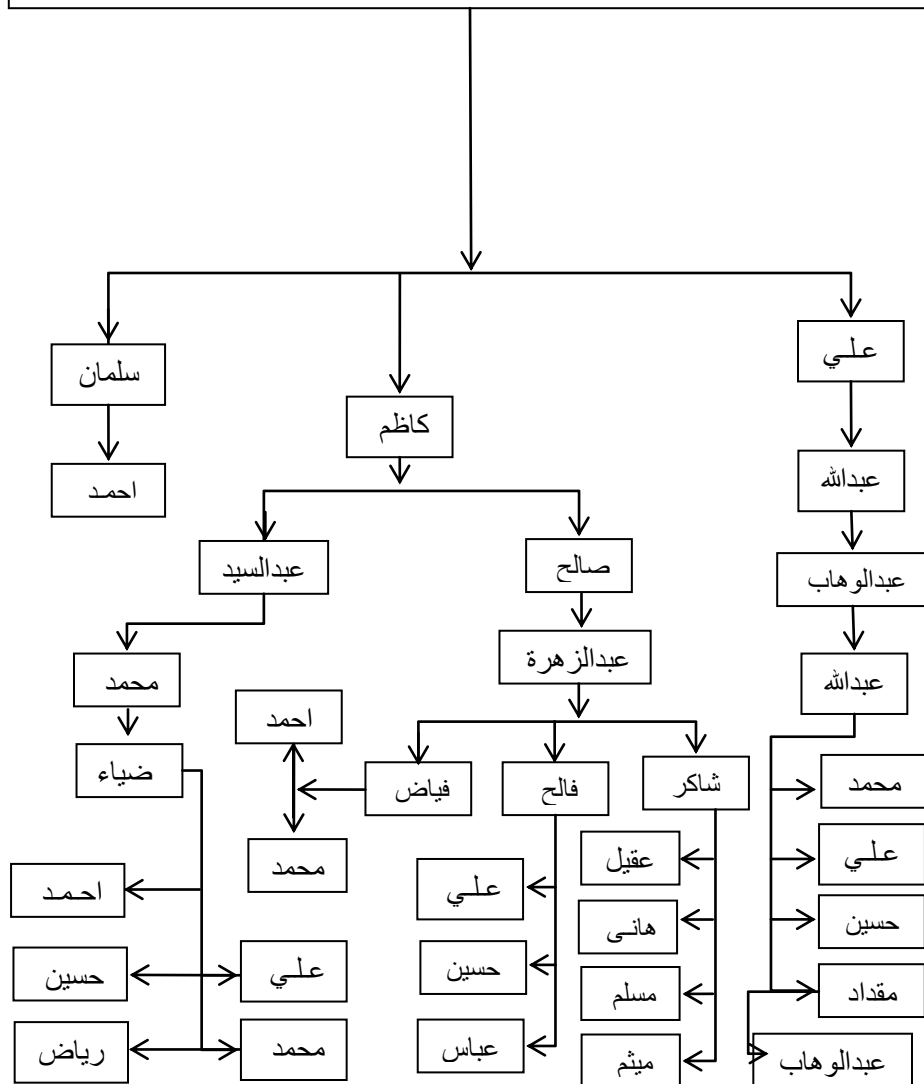 علي
سلمان
كاظم
عبدالله
احمد
صالح
عبدالسيد
عبدالوهاب
عبدالزهرة
عبدالله
محمد
احمد
شاكر
فالح
فياض
ضياء
محمد
عقيل
محمد
علي
علي
احمد
حسين
هانى
حسين
علي
حسين
مقداد
مسلم
عباس
محمد
رياض
عبدالوهاب
ميثم